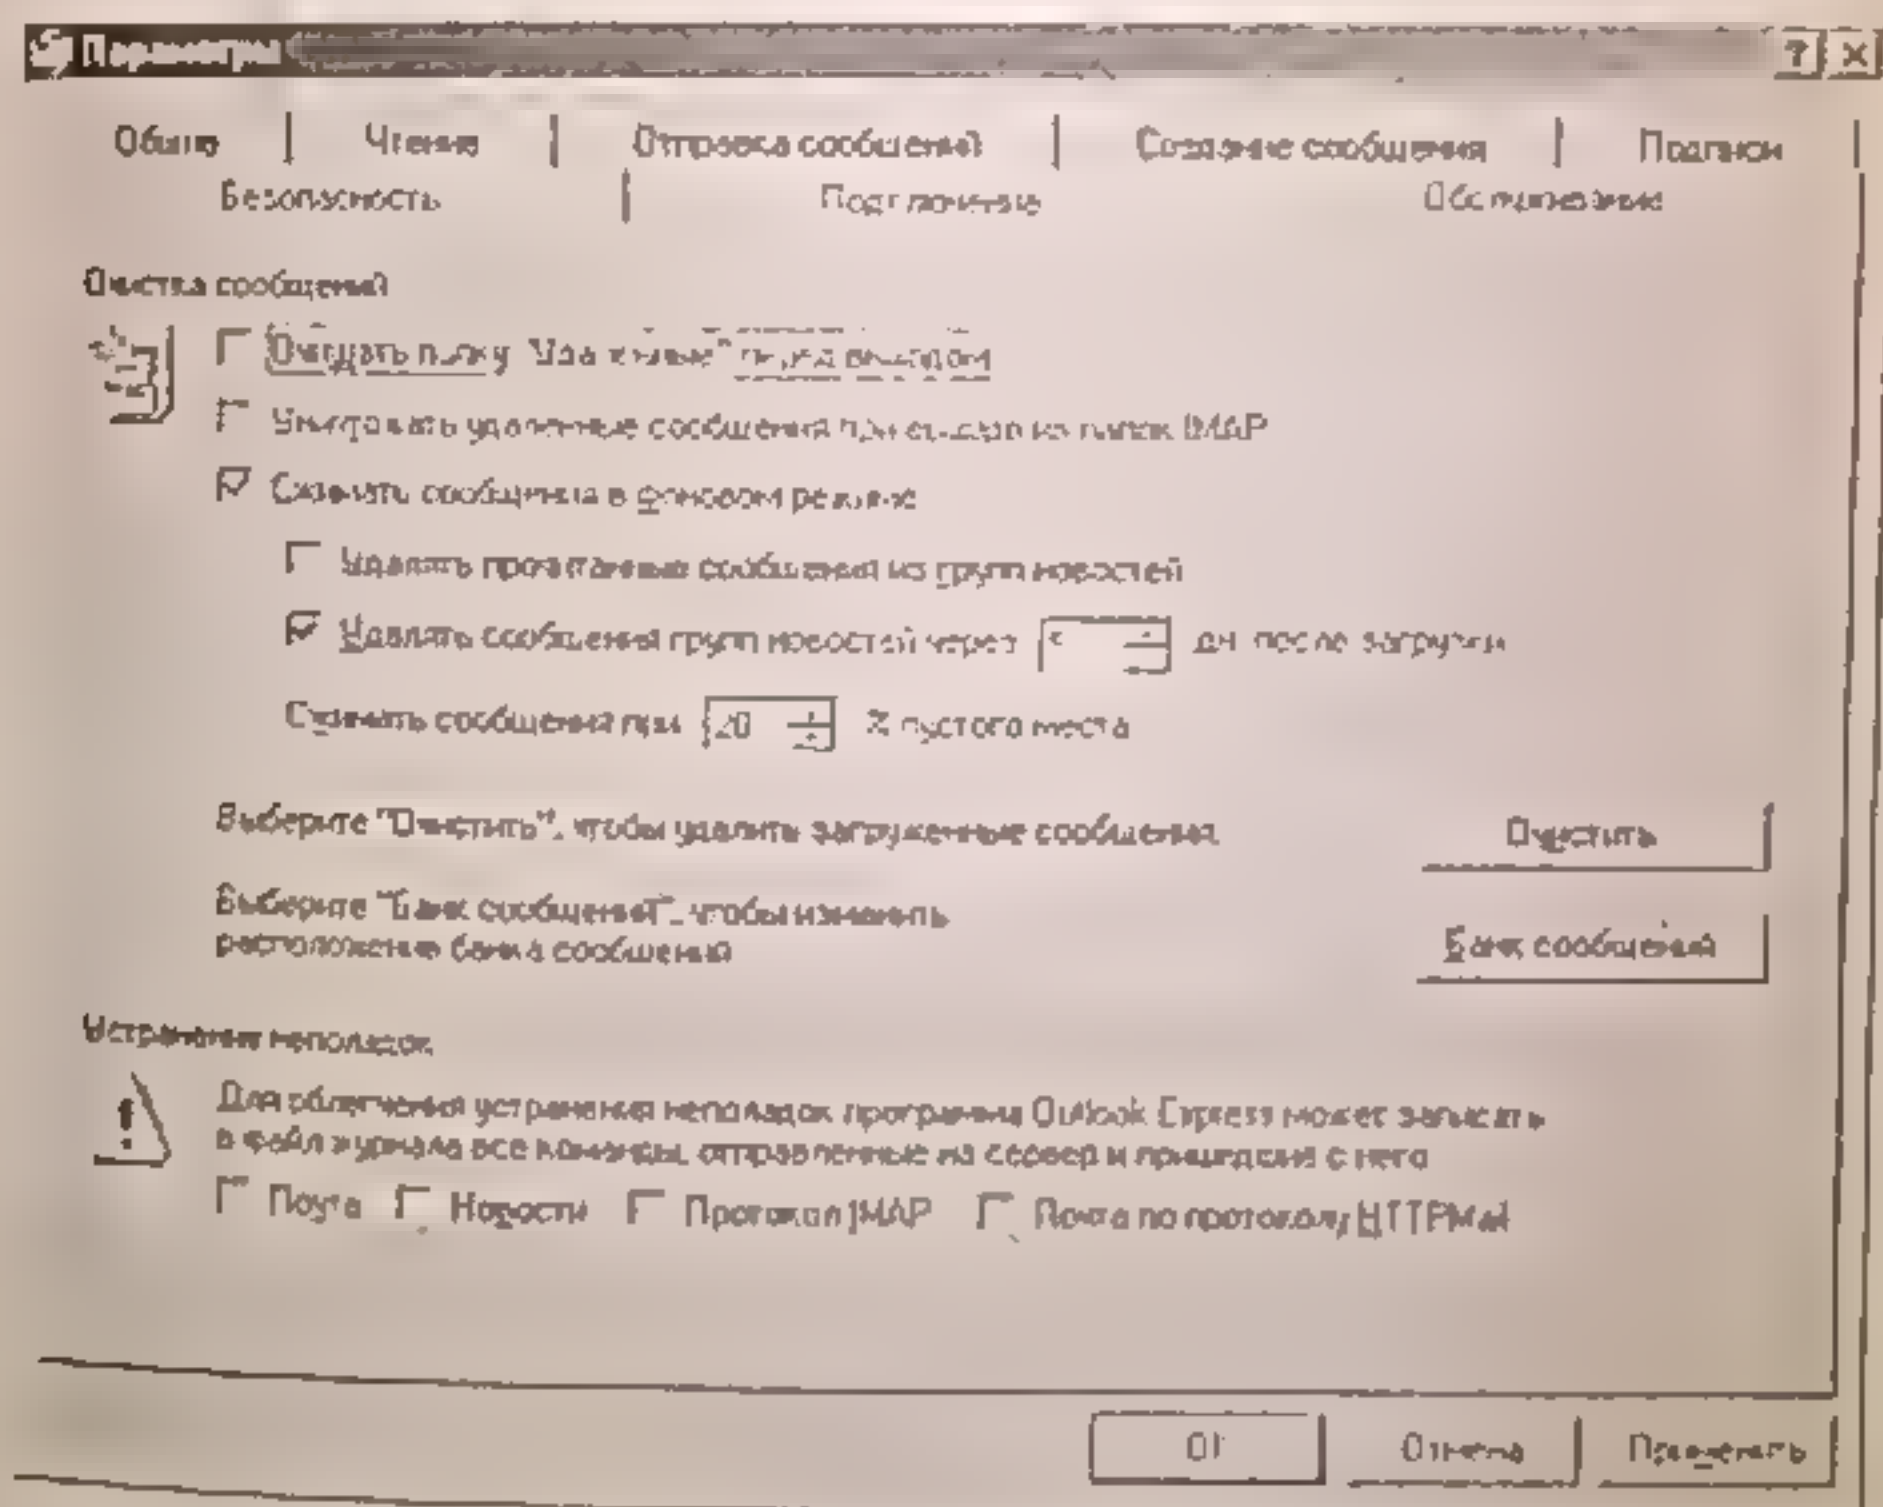 Параметры
Общие Чтение Отправка сообщений Создание сообщения Подписи
Безопасность Подключение Обслуживание
Очистка сообщений
Очищать папку "Удаленные" перед выходом
Уничтожать удаленные сообщения при выходе из папок IMAP
Сжимать сообщения в фоновом режиме
Удалять прочитанные сообщения из групп новостей
Удалять сообщения групп новостей через дн. после загрузки
Сжимать сообщения при 20 % пустого места
Выберите "Очистить", чтобы удалить загруженные сообщения. Очистить
Выберите "Банк сообщений", чтобы изменить
расположение банка сообщений Банк сообщений
Устранение неполадок
Для облегчения устранения неполадок программа Outlook Express может записать
в файл журнала все команды, отправленные на сервер и пришедшие с него
Почта Новости Протокол IMAP Почта по протоколу HTTPMail
OK Отмена Применить